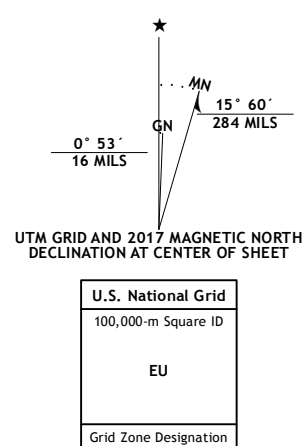 ★
MN
GN
15° 60´
284 MILS
0° 53´
16 MILS
UTM GRID AND 2017 MAGNETIC NORTH
DECLINATION AT CENTER OF SHEET
U.S. National Grid
100,000-m Square ID
EU
Grid Zone Designation